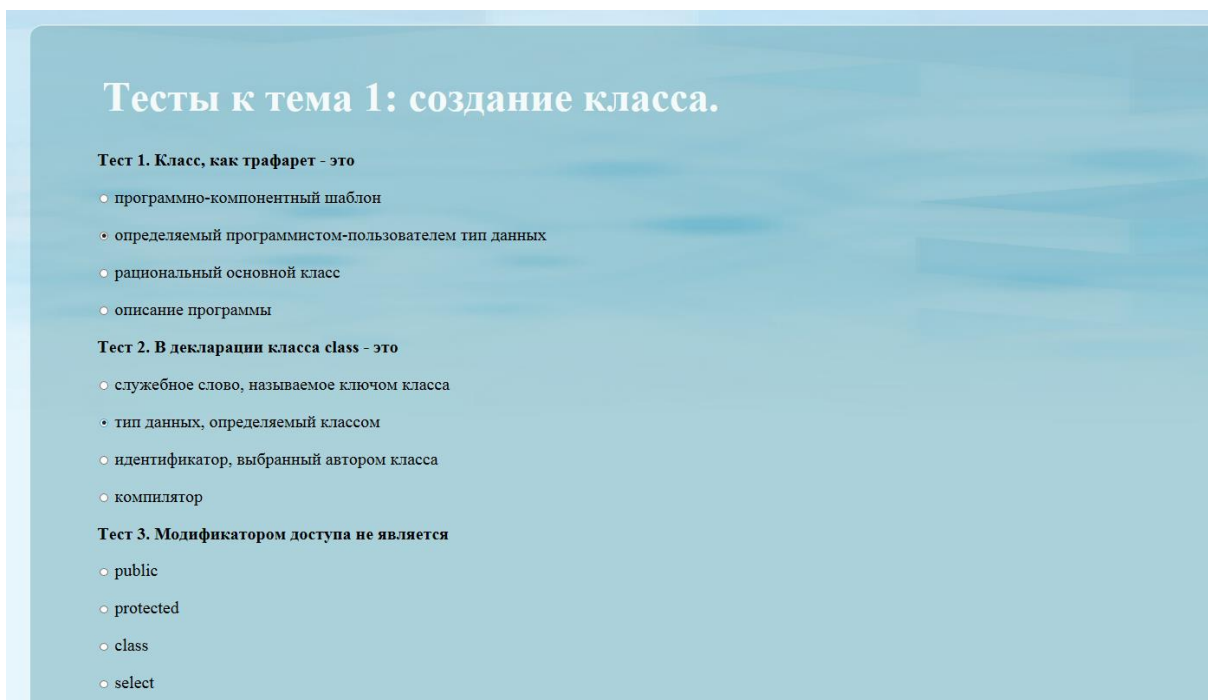 Тесты к тема 1: создание класса.
Тест 1. Класс, как трафарет - это
программно-компонентный шаблон
определяемый программистом-пользователем тип данных
рациональный основной класс
описание программы
Тест 2. В декларации класса class - это
служебное слово, называемое ключом класса
тип данных, определяемый классом
идентификатор, выбранный автором класса
компилятор
Тест 3. Модификатором доступа не является
public
protected
class
select